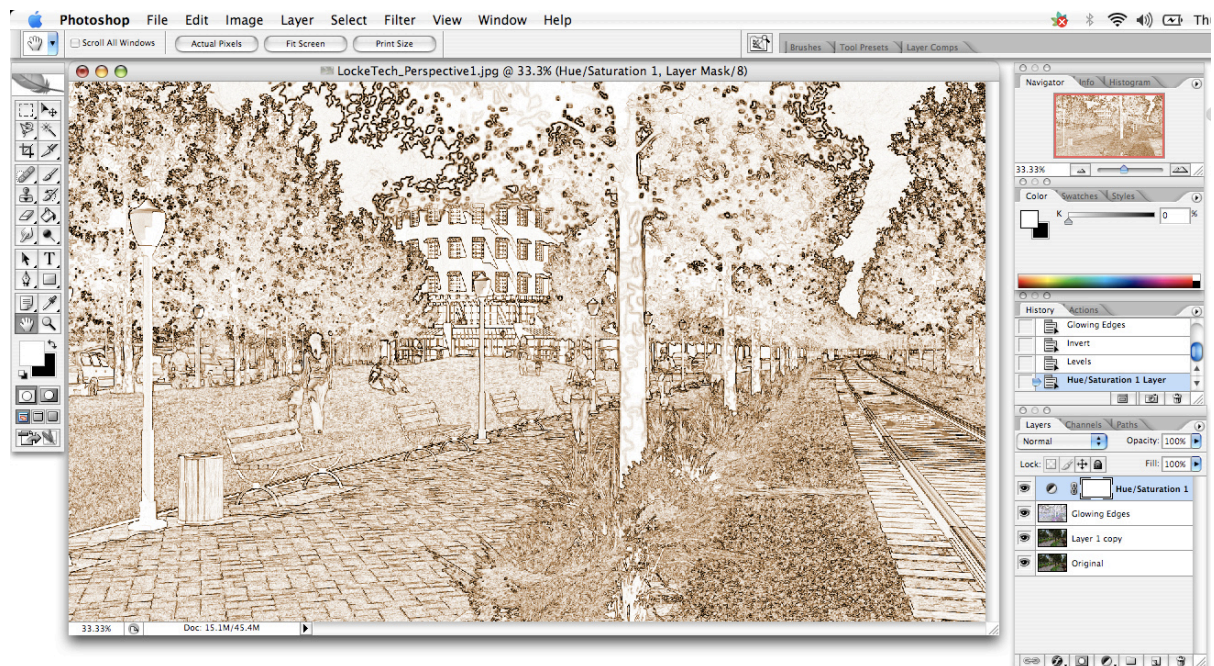 Photoshop File Edit Image Layer Select Filter View Window Help Thu
Scroll All Windows Actual Pixels Fit Screen Print Size Brushes Tool Presets Layer Comps
LockeTech_Perspective1.jpg @ 33.3% (Hue/Saturation 1, Layer Mask/8)
Navigator Info Histogram
33.33%
Color Swatches Styles
K 0 %
History Actions
Glowing Edges
Invert
Levels
Hue/Saturation 1 Layer
Layers Channels Paths
Normal Opacity: 100%
Lock: Fill: 100%
Hue/Saturation 1
Glowing Edges
Layer 1 copy
Original
33.33% Doc: 15.1M/45.4M